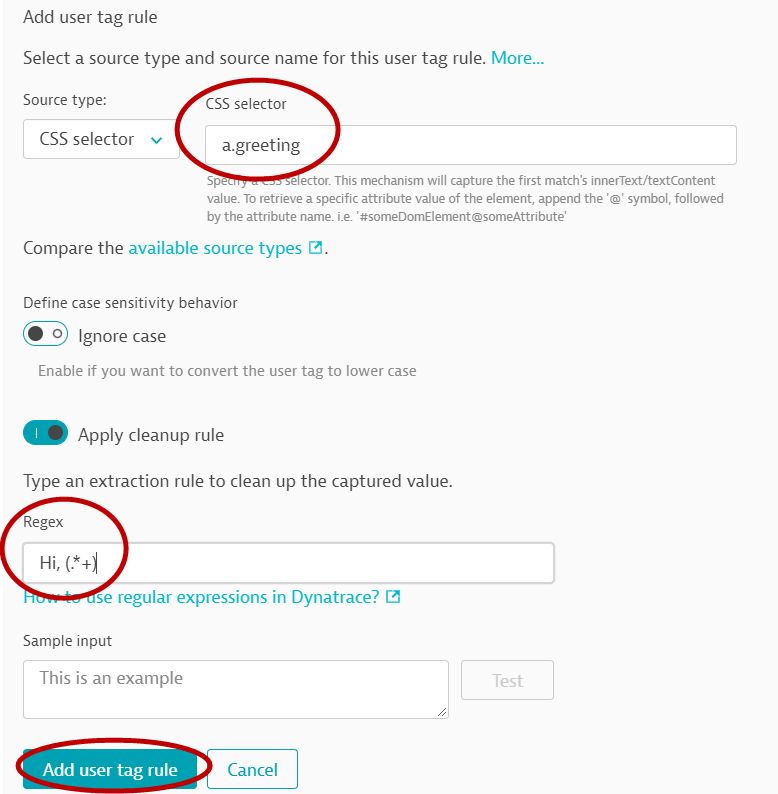 Add user tag rule
Select a source type and source name for this user tag rule. More...
Source type:
CSS selector
CSS selector
a.greeting
Specify a CSS selector. This mechanism will capture the first match's innerText/textContent
value. To retrieve a specific attribute value of the element, append the '@' symbol, followed
by the attribute name. i.e. '#someDomElement@someAttribute'
Compare the available source types.
Define case sensitivity behavior
Ignore case
Enable if you want to convert the user tag to lower case
Apply cleanup rule
Type an extraction rule to clean up the captured value.
Regex
Hi, (.*+)
How to use regular expressions in Dynatrace?
Sample input
This is an example
Test
Add user tag rule
Cancel